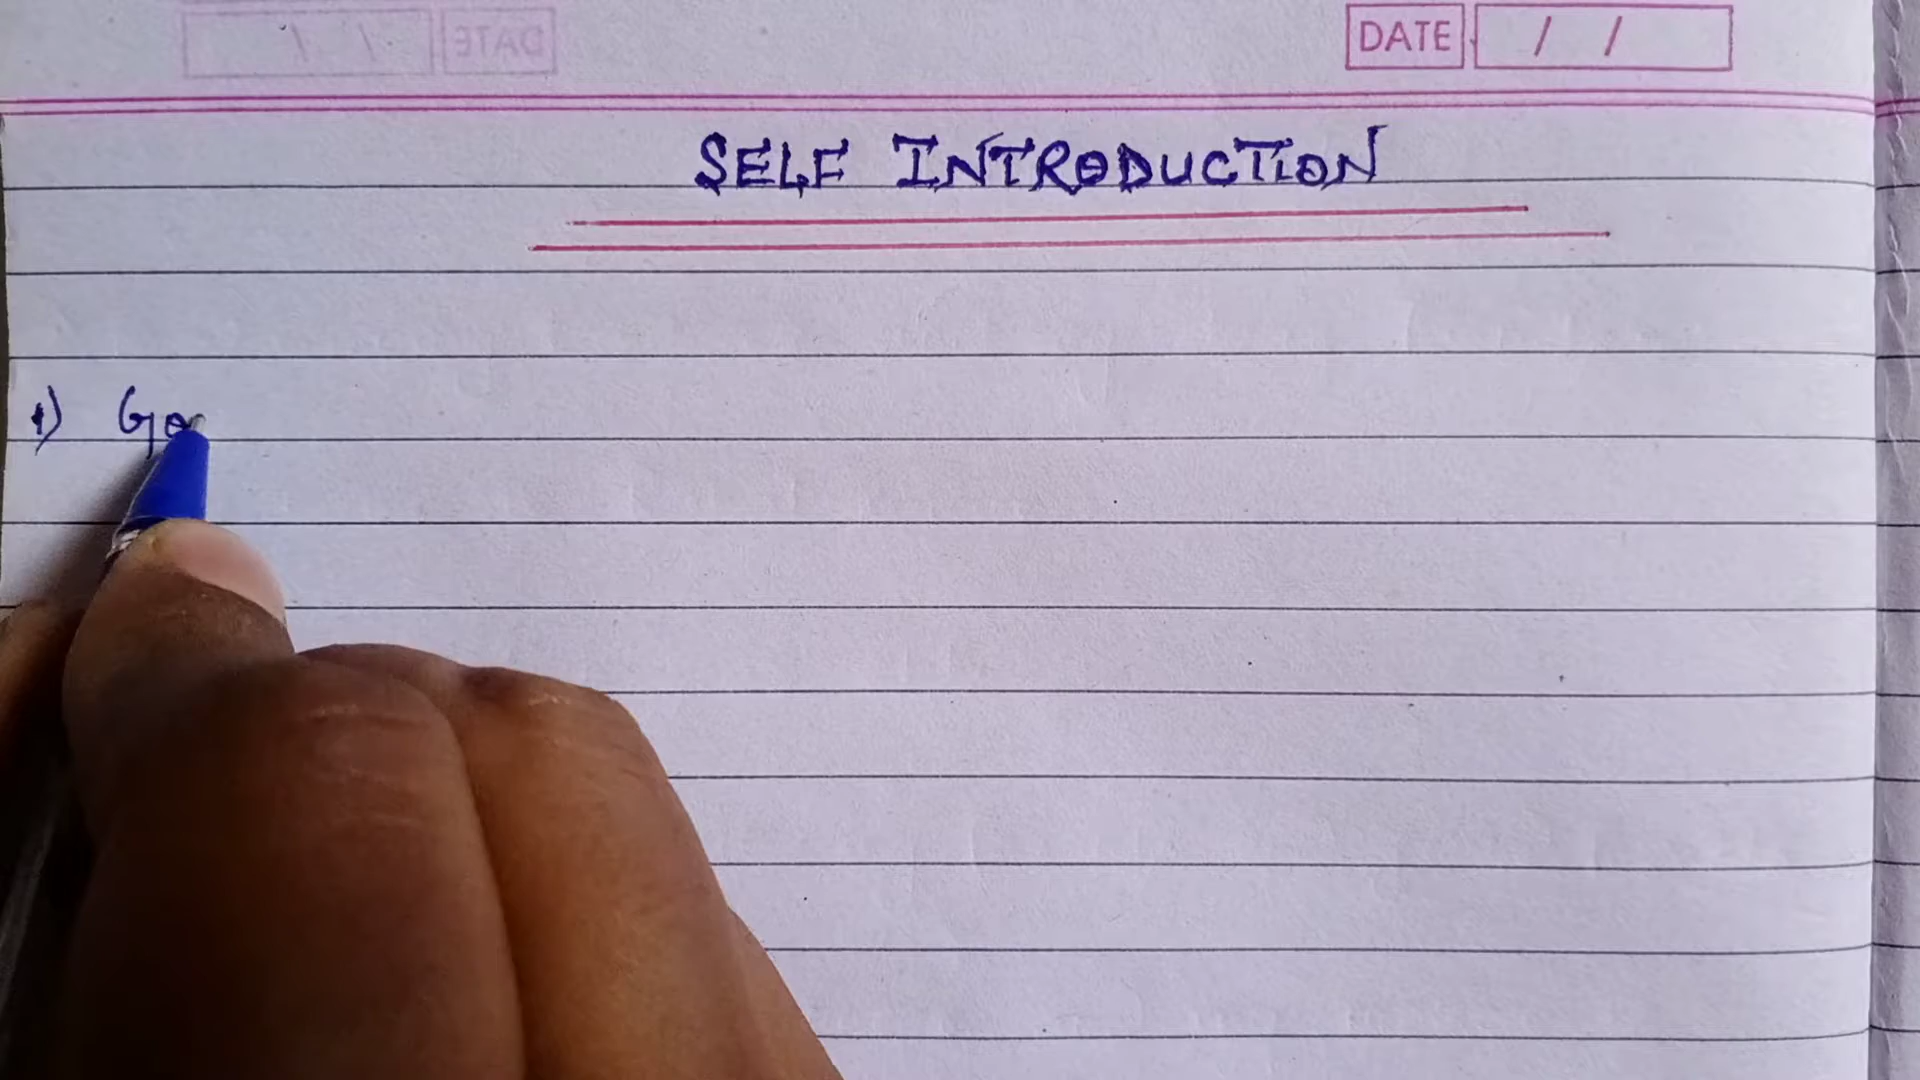 DATE / /
SELF INTRODUCTION
1) Go